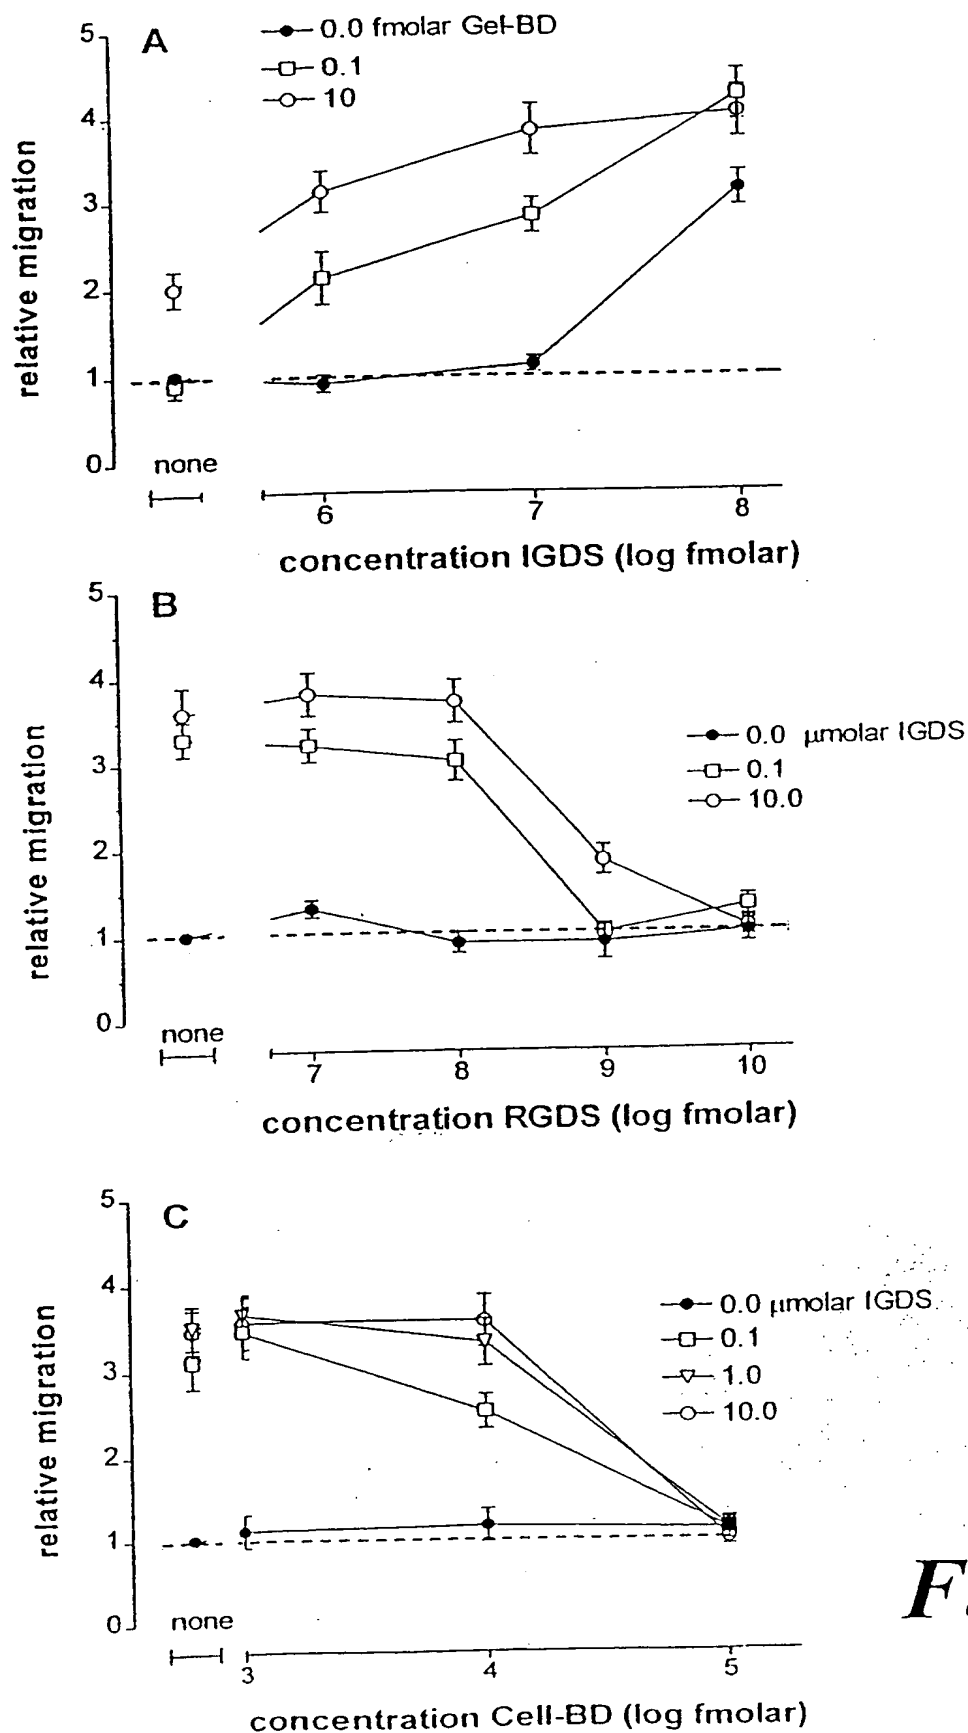 A
0.0 fmolar Gel-BD
0.1
10
5
4
3
2
1
0
relative migration
none
6 7 8
concentration IGDS (log fmolar)
B
5
4
3
2
1
0
relative migration
0.0 μmolar IGDS
0.1
10.0
none
7 8 9 10
concentration RGDS (log fmolar)
C
5
4
3
2
1
0
relative migration
0.0 μmolar IGDS
0.1
1.0
10.0
none
3 4 5
concentration Cell-BD (log fmolar)
F